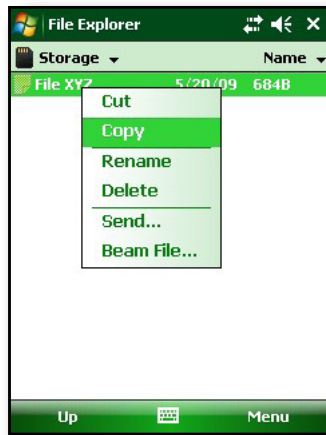 File Explorer
Storage Name
File XYZ 5/20/09 684B
Cut
Copy
Rename
Delete
Send...
Beam File...
Up Menu